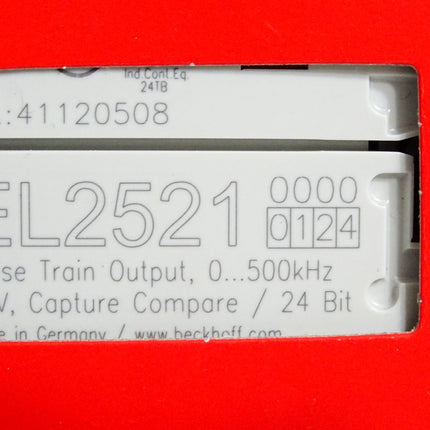 Ind.Cont.Eq.
24TB
:41120508
EL2521 0000
0124
se Train Output, 0...500kHz
V, Capture Compare / 24 Bit
e in Germany / www.beckhoff.com